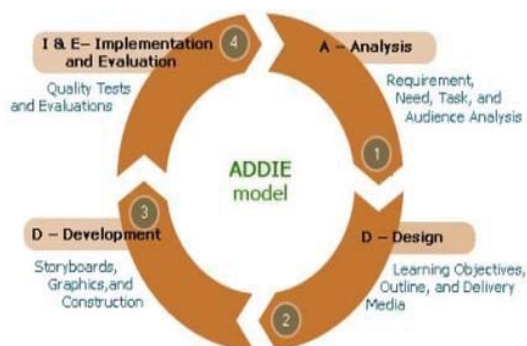 I & E– Implementation
and Evaluation
Quality Tests
and Evaluations
4
A – Analysis
Requirement,
Need, Task, and
Audience Analysis
1
ADDIE
model
D – Development
3
Storyboards,
Graphics,and
Construction
D – Design
Learning Objectives,
Outline, and Delivery
Media
2